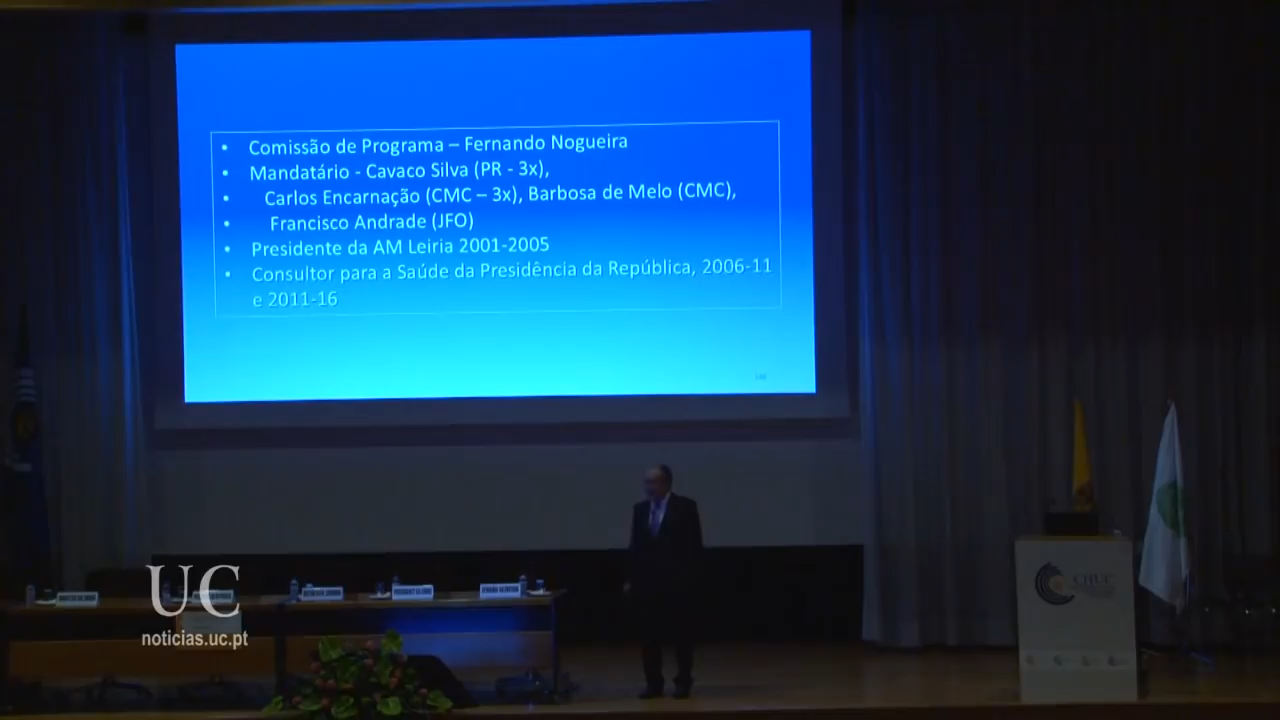 • Comissão de Programa – Fernando Nogueira
• Mandatário - Cavaco Silva (PR - 3x),
• Carlos Encarnação (CMC – 3x), Barbosa de Melo (CMC),
• Francisco Andrade (JFO)
• Presidente da AM Leiria 2001-2005
• Consultor para a Saúde da Presidência da República, 2006-11
e 2011-16
CHUC
UC
noticias.uc.pt